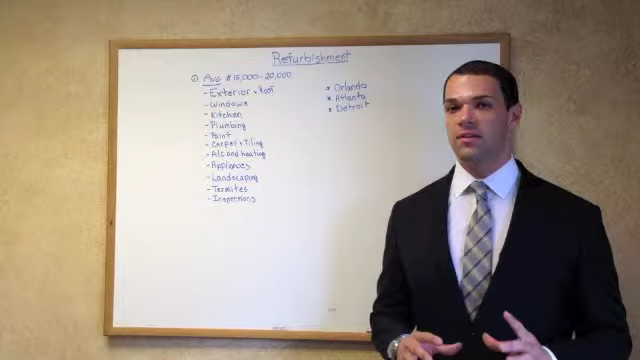 Refurbishment
① Avg $15,000-20,000
- Exterior & Roof
- Windows
- Kitchen
- Plumbing
- Paint
- Carpet & Tiling
- A/C and heating
- Appliances
- Landscaping
- Termites
- Inspections
* Orlando
* Atlanta
* Detroit